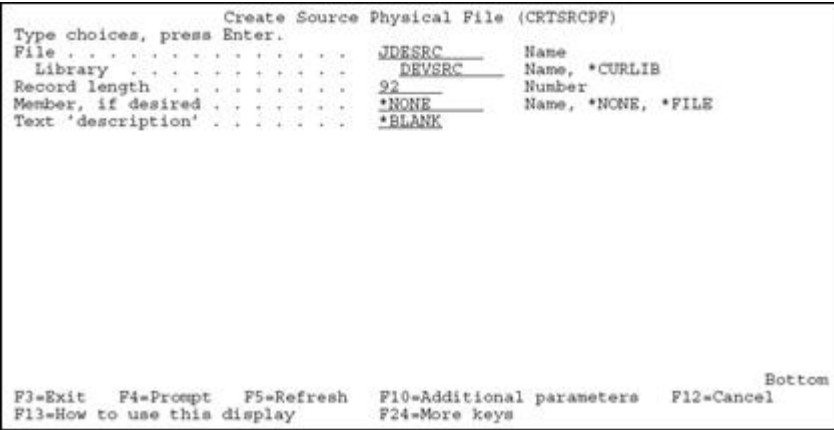 Create Source Physical File (CRTSRCPF)
Type choices, press Enter.
File . . . . . . . . . . . . . . JDESRC Name
Library . . . . . . . . . . . DEVSRC Name, *CURLIB
Record length . . . . . . . . . 92 Number
Member, if desired . . . . . . . *NONE Name, *NONE, *FILE
Text 'description' . . . . . . . *BLANK
Bottom
F3=Exit F4=Prompt F5=Refresh F10=Additional parameters F12=Cancel
F13=How to use this display F24=More keys